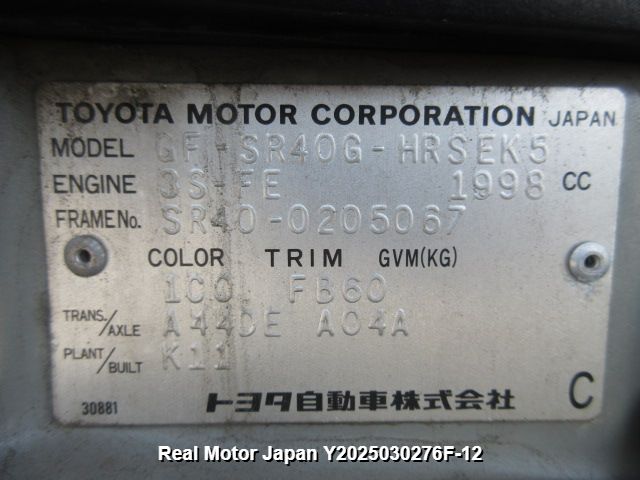 TOYOTA MOTOR CORPORATION JAPAN
MODEL GF-SR40G-HRSEK5
ENGINE 3S-FE 1998 CC
FRAME No. SR40-0205067
COLOR TRIM GVM(KG)
1C0 FB60
TRANS./AXLE A44DE A04A
PLANT/BUILT K11
30881 トヨタ自動車株式会社 C
Real Motor Japan Y2025030276F-12